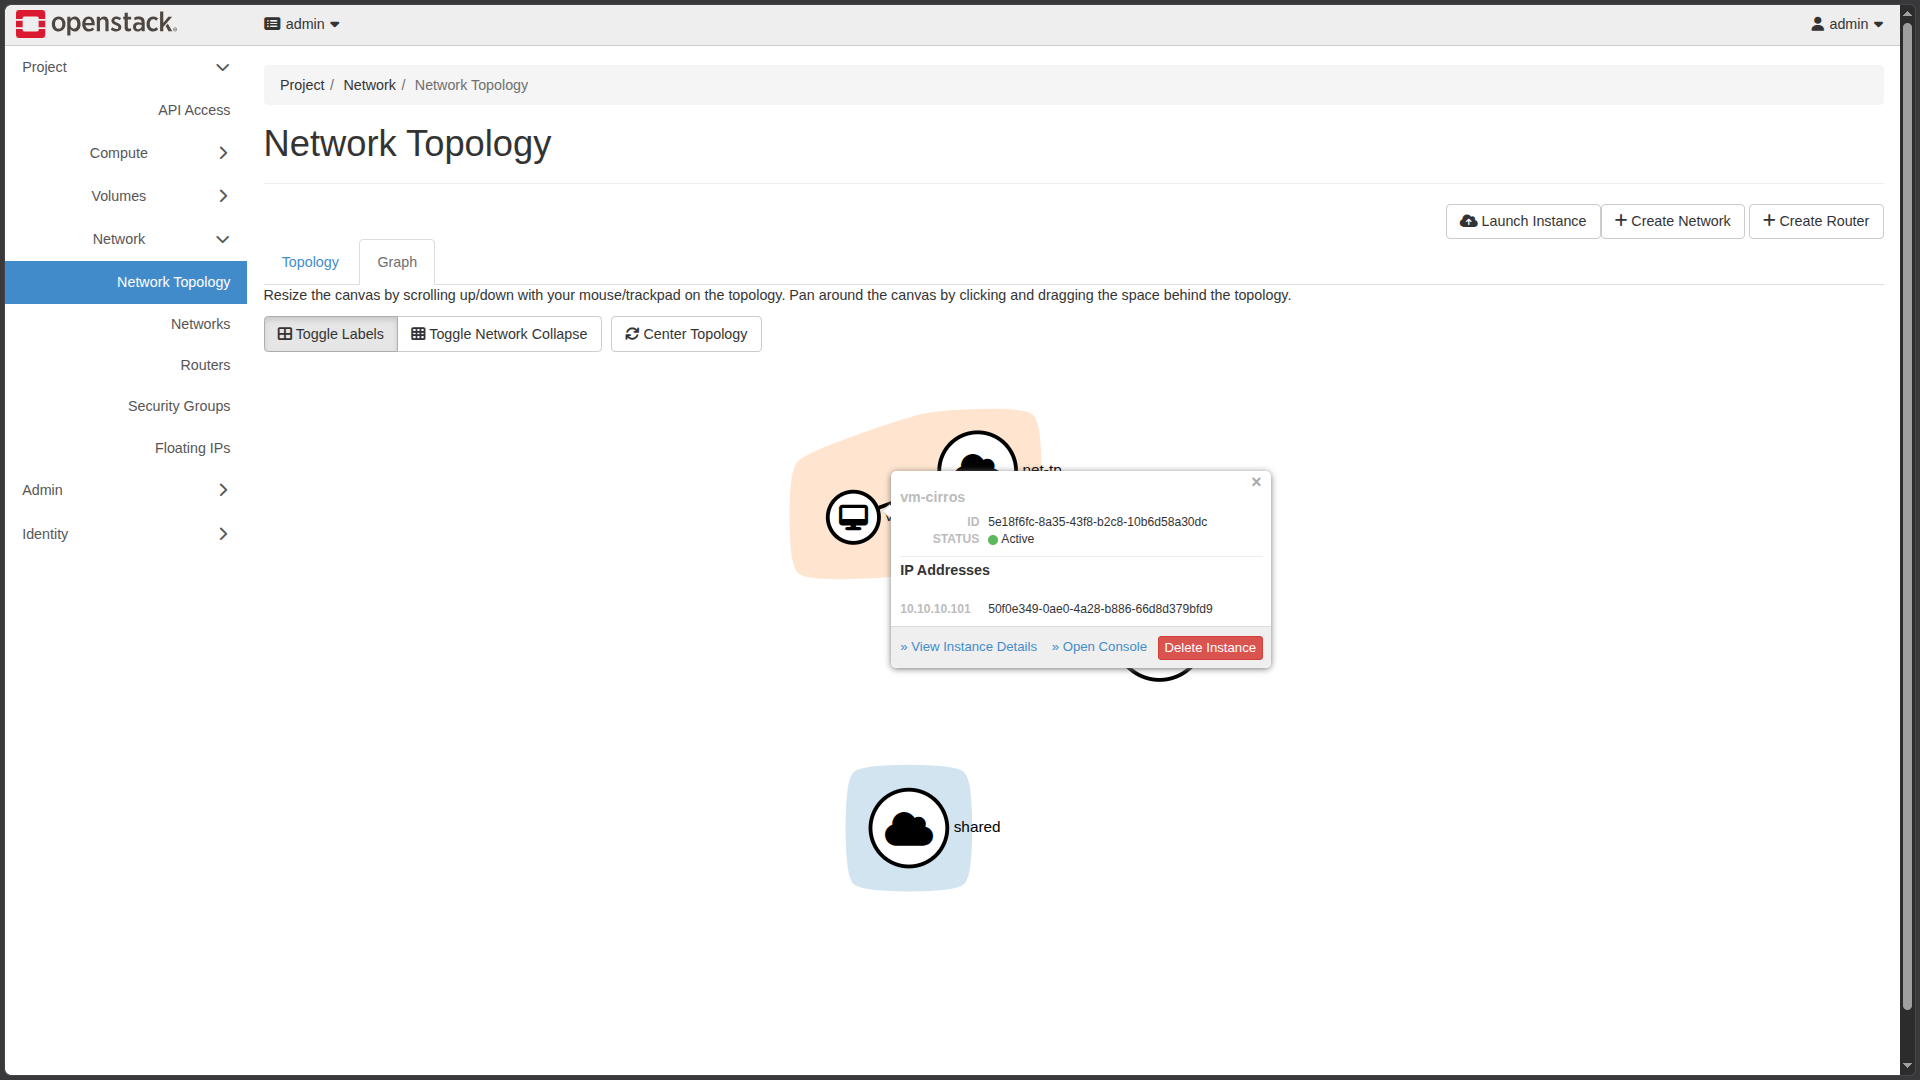 openstack.
admin
admin
Project
API Access
Compute
Volumes
Network
Network Topology
Networks
Routers
Security Groups
Floating IPs
Admin
Identity
Project / Network / Network Topology
Network Topology
Launch Instance
Create Network
Create Router
Topology
Graph
Resize the canvas by scrolling up/down with your mouse/trackpad on the topology. Pan around the canvas by clicking and dragging the space behind the topology.
Toggle Labels
Toggle Network Collapse
Center Topology
net-tp
×
vm-cirros
ID 5e18f6fc-8a35-43f8-b2c8-10b6d58a30dc
STATUS Active
IP Addresses
10.10.10.101 50f0e349-0ae0-4a28-b886-66d8d379bfd9
» View Instance Details » Open Console Delete Instance
shared